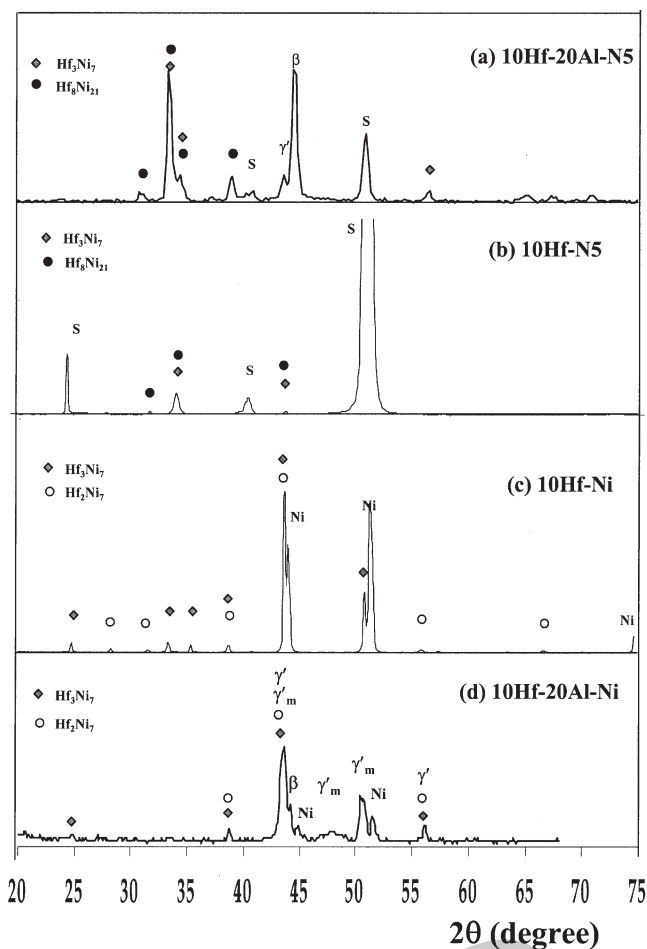 (a) 10Hf-20Al-N5
Hf₃Ni₇
Hf₈Ni₂₁
β
S
γ'
S
(b) 10Hf-N5
Hf₃Ni₇
Hf₈Ni₂₁
S
S
S
(c) 10Hf-Ni
Hf₃Ni₇
Hf₂Ni₇
Ni
Ni
Ni
(d) 10Hf-20Al-Ni
Hf₃Ni₇
Hf₂Ni₇
γ'
γ'ₘ
β
Ni
γ'ₘ
γ'ₘ
Ni
γ'
20 25 30 35 40 45 50 55 60 65 70 75
2θ (degree)